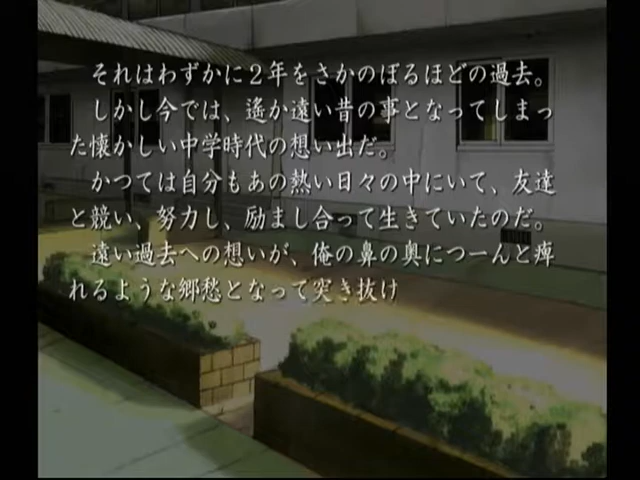 それはわずかに２年をさかのぼるほどの過去。
しかし今では、遙か遠い昔の事となってしまっ
た懐かしい中学時代の想い出だ。
かつては自分もあの熱い日々の中にいて、友達
と競い、努力し、励まし合って生きていたのだ。
遠い過去への想いが、俺の鼻の奥につーんと痺
れるような郷愁となって突き抜け